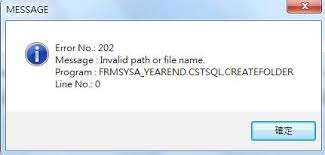 MESSAGE
Error No.: 202
Message : Invalid path or file name.
Program : FRMSYSA_YEAREND.CSTSQL.CREATEFOLDER
Line No.: 0
確定